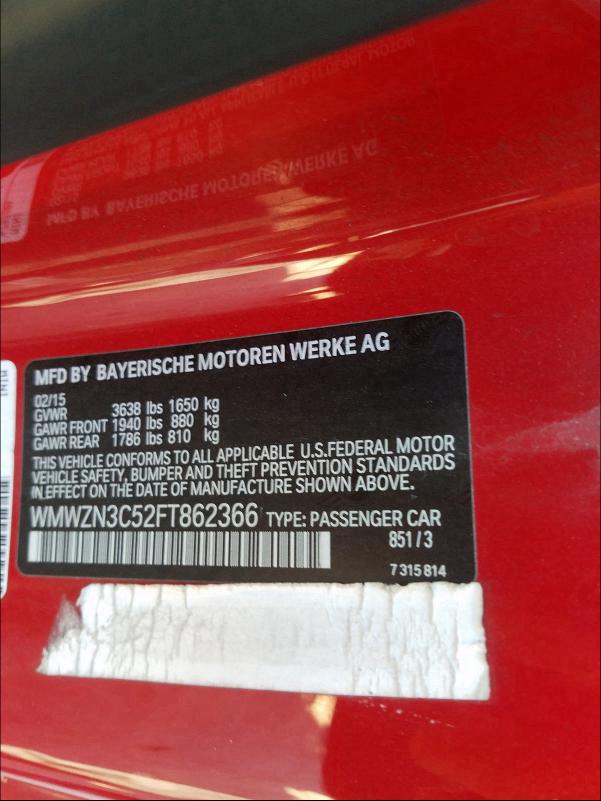 MFD BY BAYERISCHE MOTOREN WERKE AG
02/15
GVWR 3638 lbs 1650 kg
GAWR FRONT 1940 lbs 880 kg
GAWR REAR 1786 lbs 810 kg
THIS VEHICLE CONFORMS TO ALL APPLICABLE U.S.FEDERAL MOTOR
VEHICLE SAFETY, BUMPER AND THEFT PREVENTION STANDARDS
IN EFFECT ON THE DATE OF MANUFACTURE SHOWN ABOVE.
WMWZN3C52FT862366 TYPE: PASSENGER CAR
851/3
7 315 814
MINI